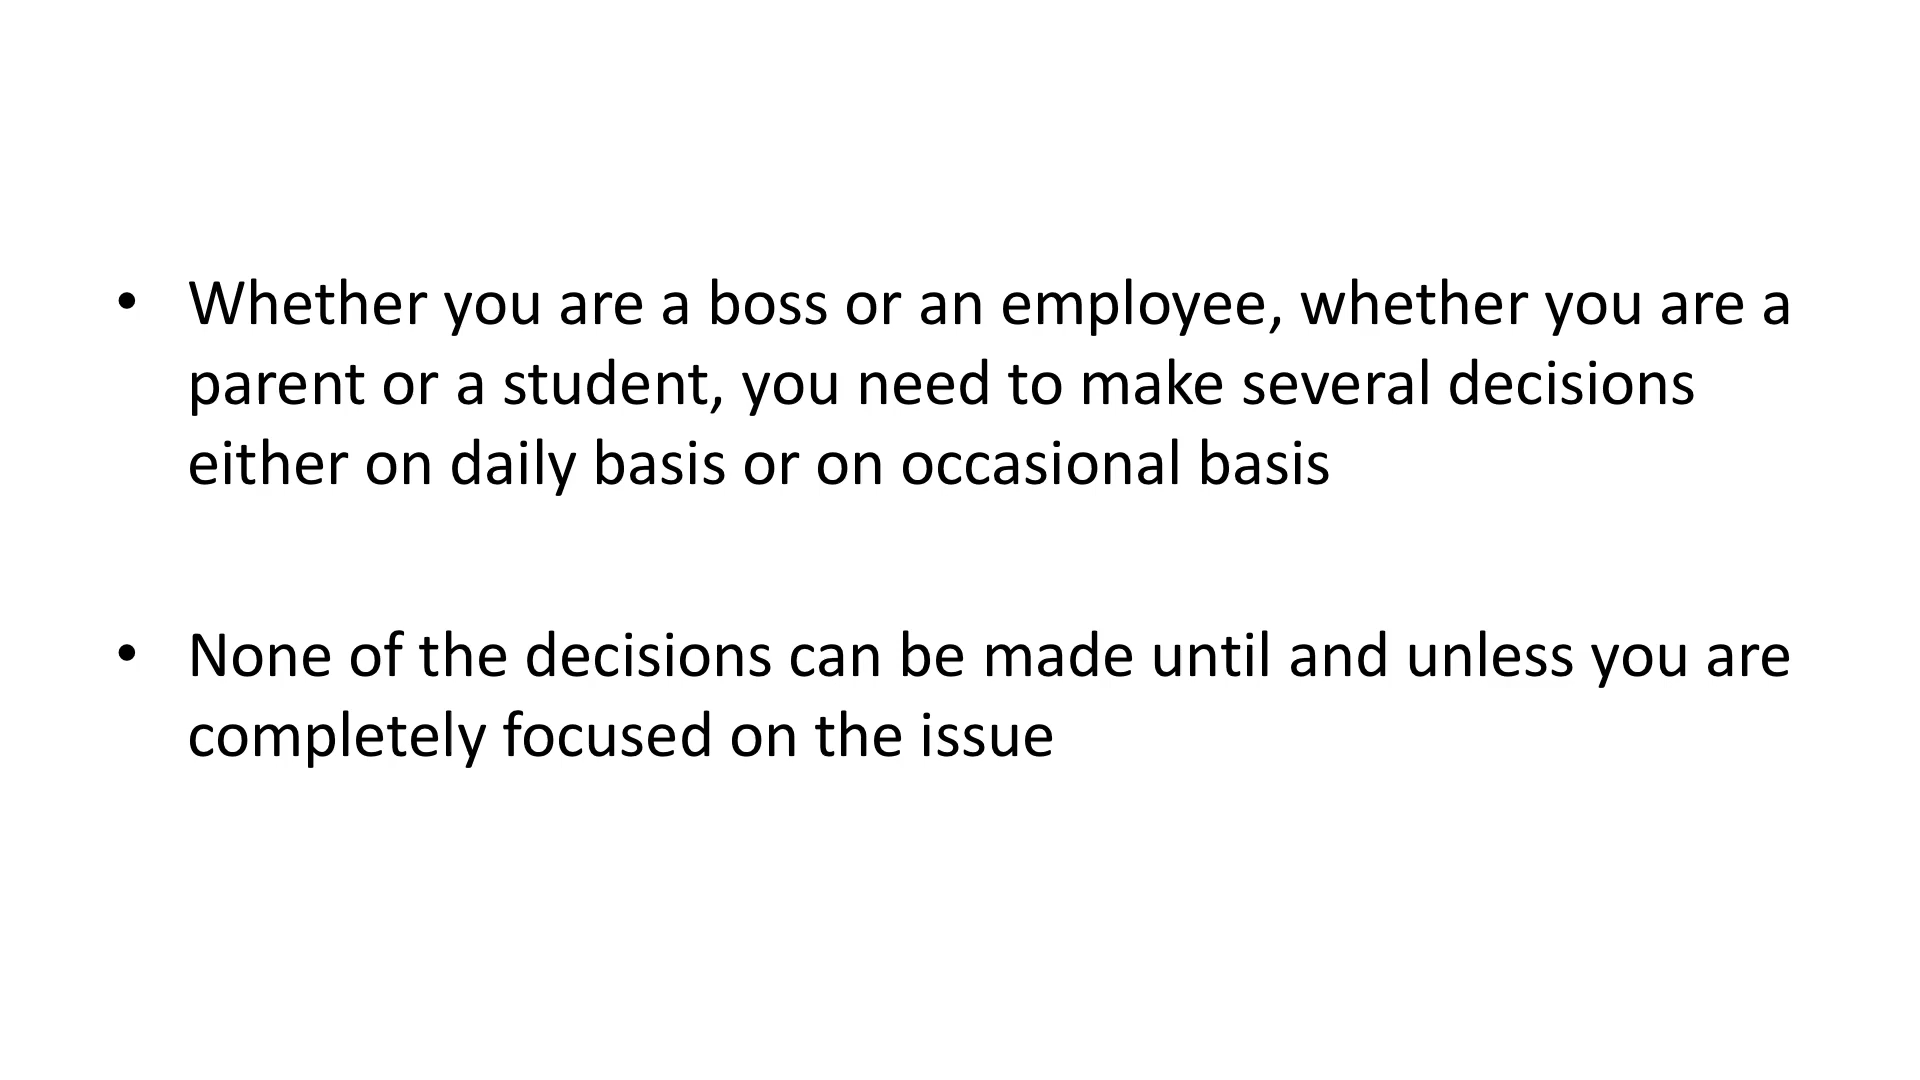 • Whether you are a boss or an employee, whether you are a
parent or a student, you need to make several decisions
either on daily basis or on occasional basis
• None of the decisions can be made until and unless you are
completely focused on the issue